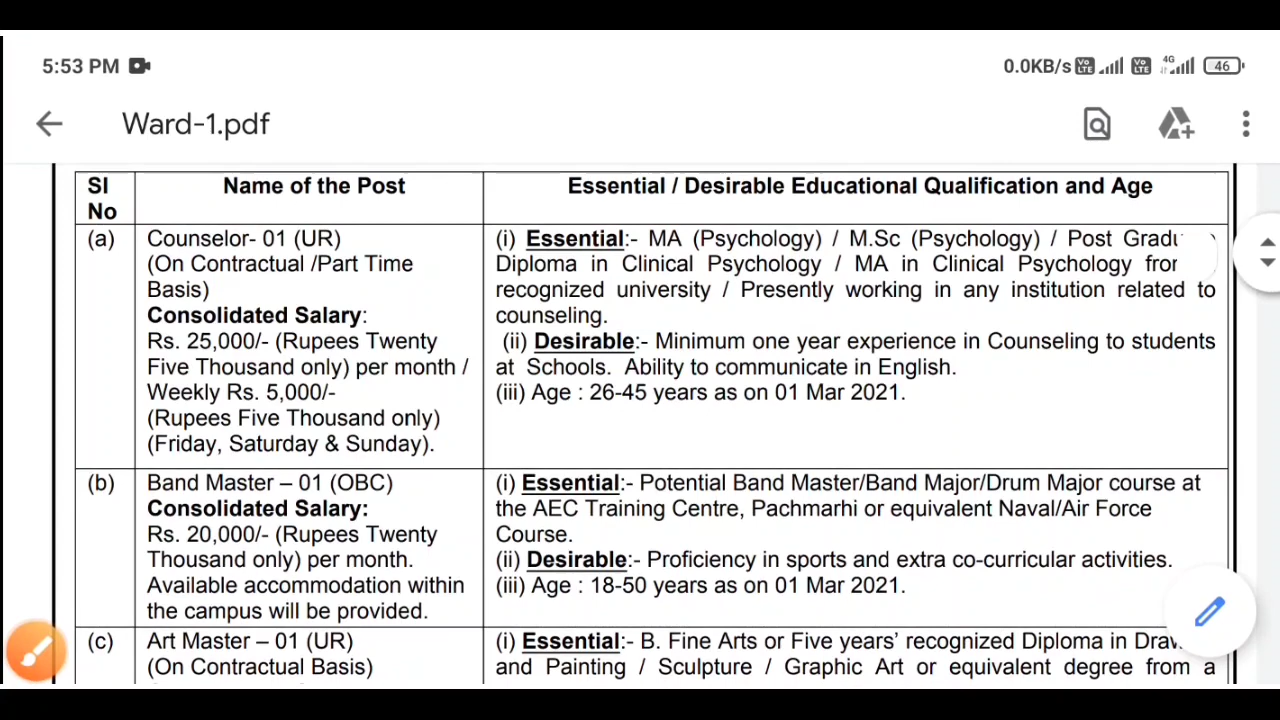 5:53 PM
0.0KB/s Vo LTE Vo LTE 4G 46
Ward-1.pdf
Sl No
Name of the Post
Essential / Desirable Educational Qualification and Age
(a)
Counselor- 01 (UR)
(On Contractual /Part Time
Basis)
Consolidated Salary:
Rs. 25,000/- (Rupees Twenty
Five Thousand only) per month /
Weekly Rs. 5,000/-
(Rupees Five Thousand only)
(Friday, Saturday & Sunday).
(i) Essential:- MA (Psychology) / M.Sc (Psychology) / Post
Diploma in Clinical Psychology / MA in Clinical Psychology
recognized university / Presently working in any institution related to
counseling.
(ii) Desirable:- Minimum one year experience in Counseling to students
at Schools. Ability to communicate in English.
(iii) Age : 26-45 years as on 01 Mar 2021.
(b)
Band Master – 01 (OBC)
Consolidated Salary:
Rs. 20,000/- (Rupees Twenty
Thousand only) per month.
Available accommodation within
the campus will be provided.
(i) Essential:- Potential Band Master/Band Major/Drum Major course at
the AEC Training Centre, Pachmarhi or equivalent Naval/Air Force
Course.
(ii) Desirable:- Proficiency in sports and extra co-curricular activities.
(iii) Age : 18-50 years as on 01 Mar 2021.
(c)
Art Master – 01 (UR)
(On Contractual Basis)
(i) Essential:- B. Fine Arts or Five years' recognized Diploma in
and Painting / Sculpture / Graphic Art or equivalent degree from a